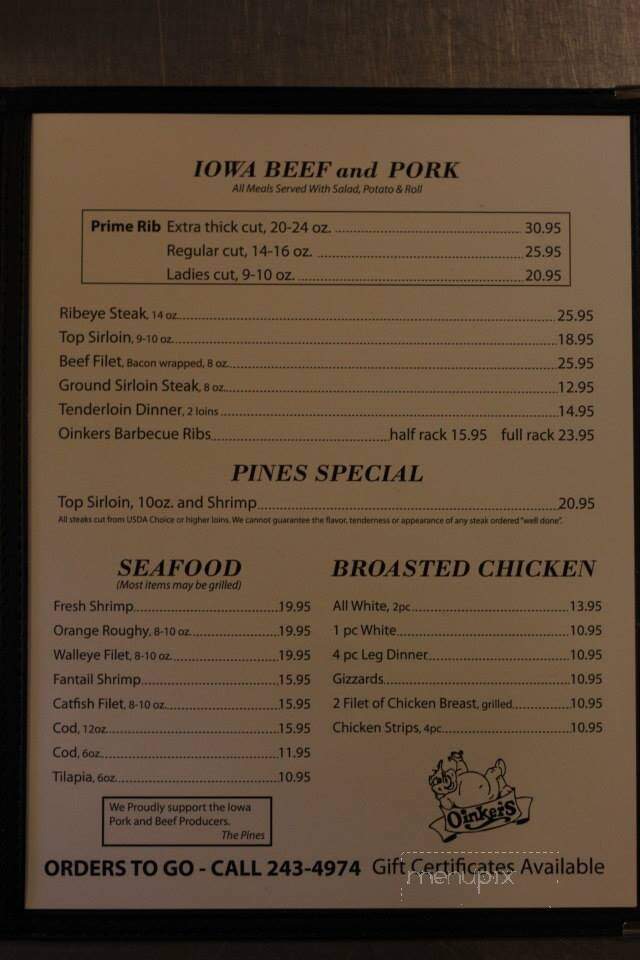 IOWA BEEF and PORK
All Meals Served With Salad, Potato & Roll
Prime Rib Extra thick cut, 20-24 oz. 30.95
Regular cut, 14-16 oz. 25.95
Ladies cut, 9-10 oz. 20.95
Ribeye Steak, 14 oz. 25.95
Top Sirloin, 9-10 oz. 18.95
Beef Filet, Bacon wrapped, 8 oz. 25.95
Ground Sirloin Steak, 8 oz. 12.95
Tenderloin Dinner, 2 loins 14.95
Oinkers Barbecue Ribs half rack 15.95 full rack 23.95
PINES SPECIAL
Top Sirloin, 10oz. and Shrimp 20.95
All steaks cut from USDA Choice or higher loins. We cannot guarantee the flavor, tenderness or appearance of any steak ordered "well done".
SEAFOOD
(Most items may be grilled)
Fresh Shrimp 19.95
Orange Roughy, 8-10 oz. 19.95
Walleye Filet, 8-10 oz. 19.95
Fantail Shrimp 15.95
Catfish Filet, 8-10 oz. 15.95
Cod, 12oz. 15.95
Cod, 6oz. 11.95
Tilapia, 6oz. 10.95
We Proudly support the Iowa
Pork and Beef Producers.
The Pines
BROASTED CHICKEN
All White, 2pc 13.95
1 pc White 10.95
4 pc Leg Dinner 10.95
Gizzards 10.95
2 Filet of Chicken Breast, grilled 10.95
Chicken Strips, 4pc 10.95
Oinkers
ORDERS TO GO - CALL 243-4974 Gift Certificates Available
menupix